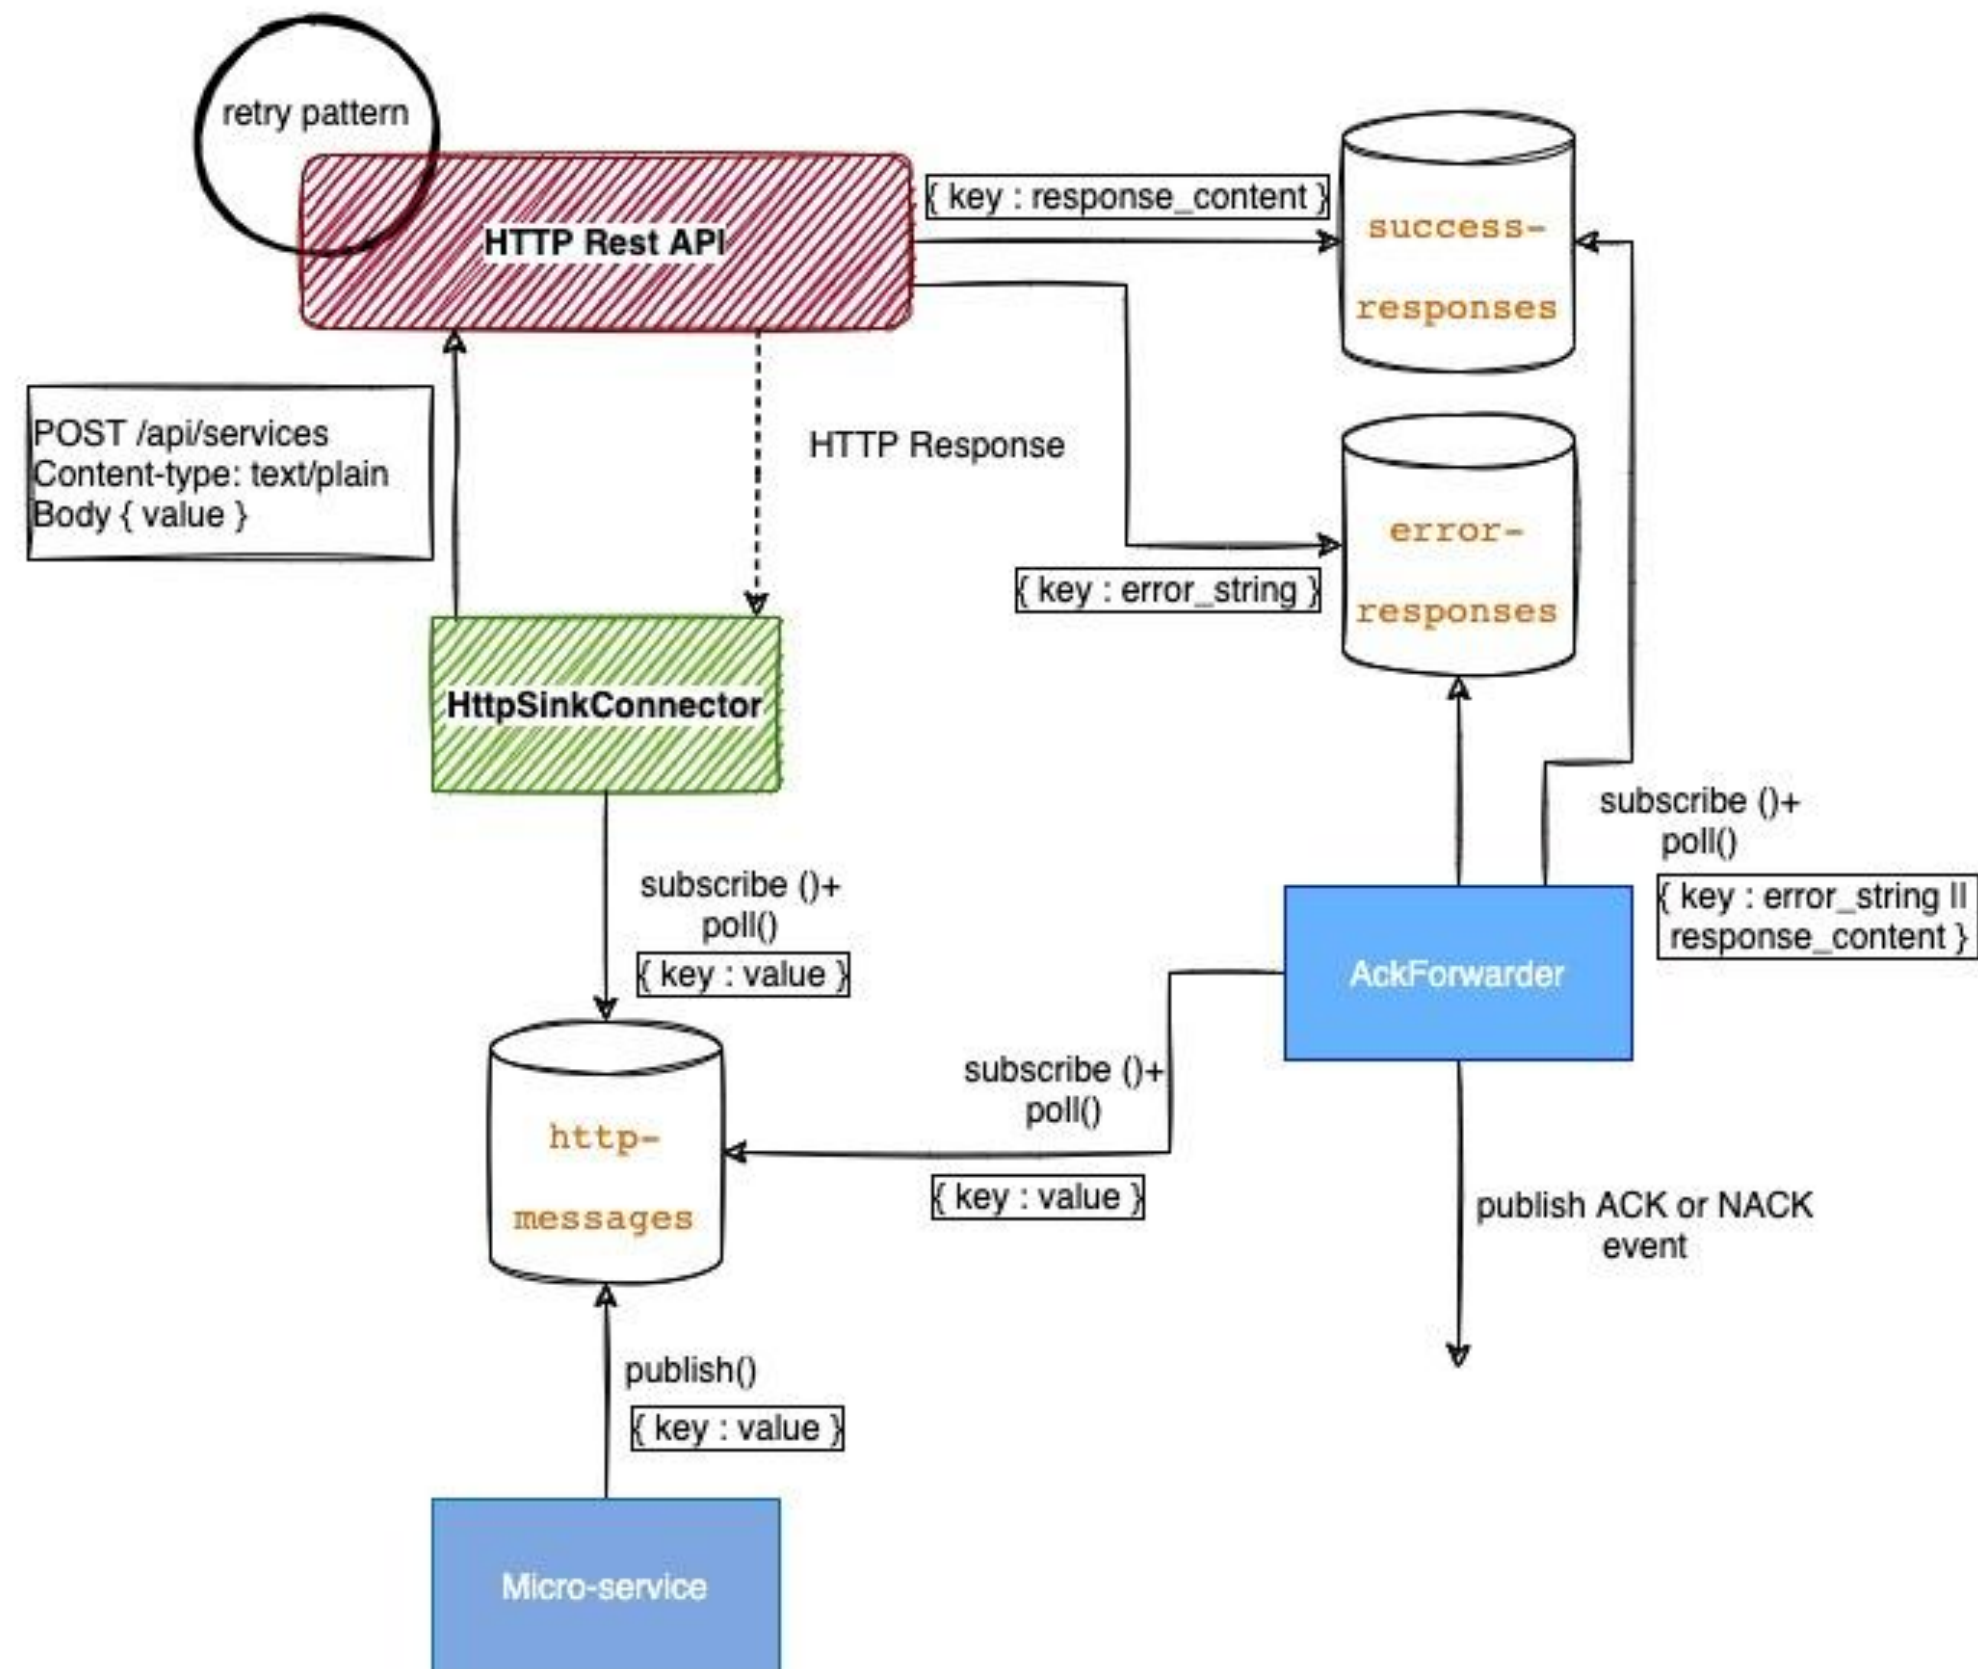 retry pattern
HTTP Rest API
{ key : response_content }
success-
responses
POST /api/services
Content-type: text/plain
Body { value }
HTTP Response
error-
responses
{ key : error_string }
HttpSinkConnector
subscribe ()+
poll()
{ key : value }
subscribe ()+
poll()
{ key : error_string ||
response_content }
AckForwarder
subscribe ()+
poll()
{ key : value }
http-
messages
publish ACK or NACK
event
publish()
{ key : value }
Micro-service